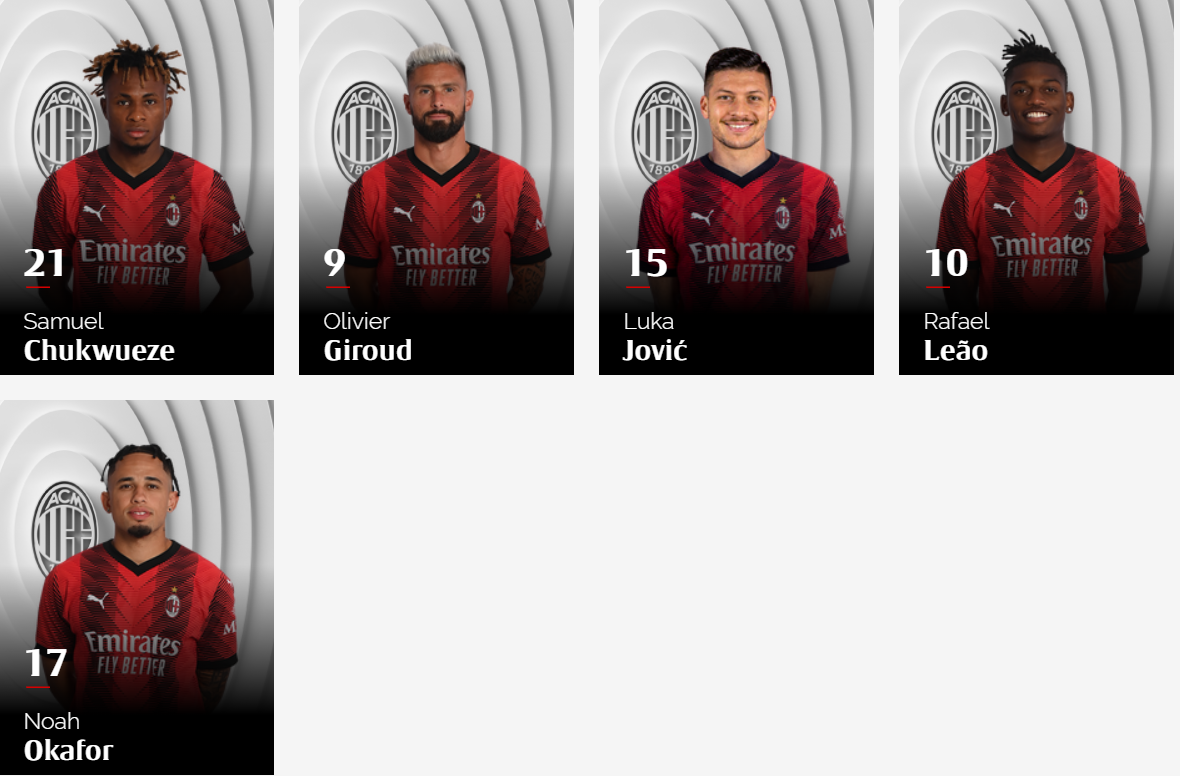 ACM
1899
Emirates
FLY BETTER
M
21
Samuel
Chukwueze
ACM
1899
Emirates
FLY BETTER
9
Olivier
Giroud
ACM
1899
Emirates
FLY BETTER
15
Luka
Jović
ACM
1899
Emirates
FLY BETTER
10
Rafael
Leão
ACM
Emirates
FLY BETTER
M
17
Noah
Okafor